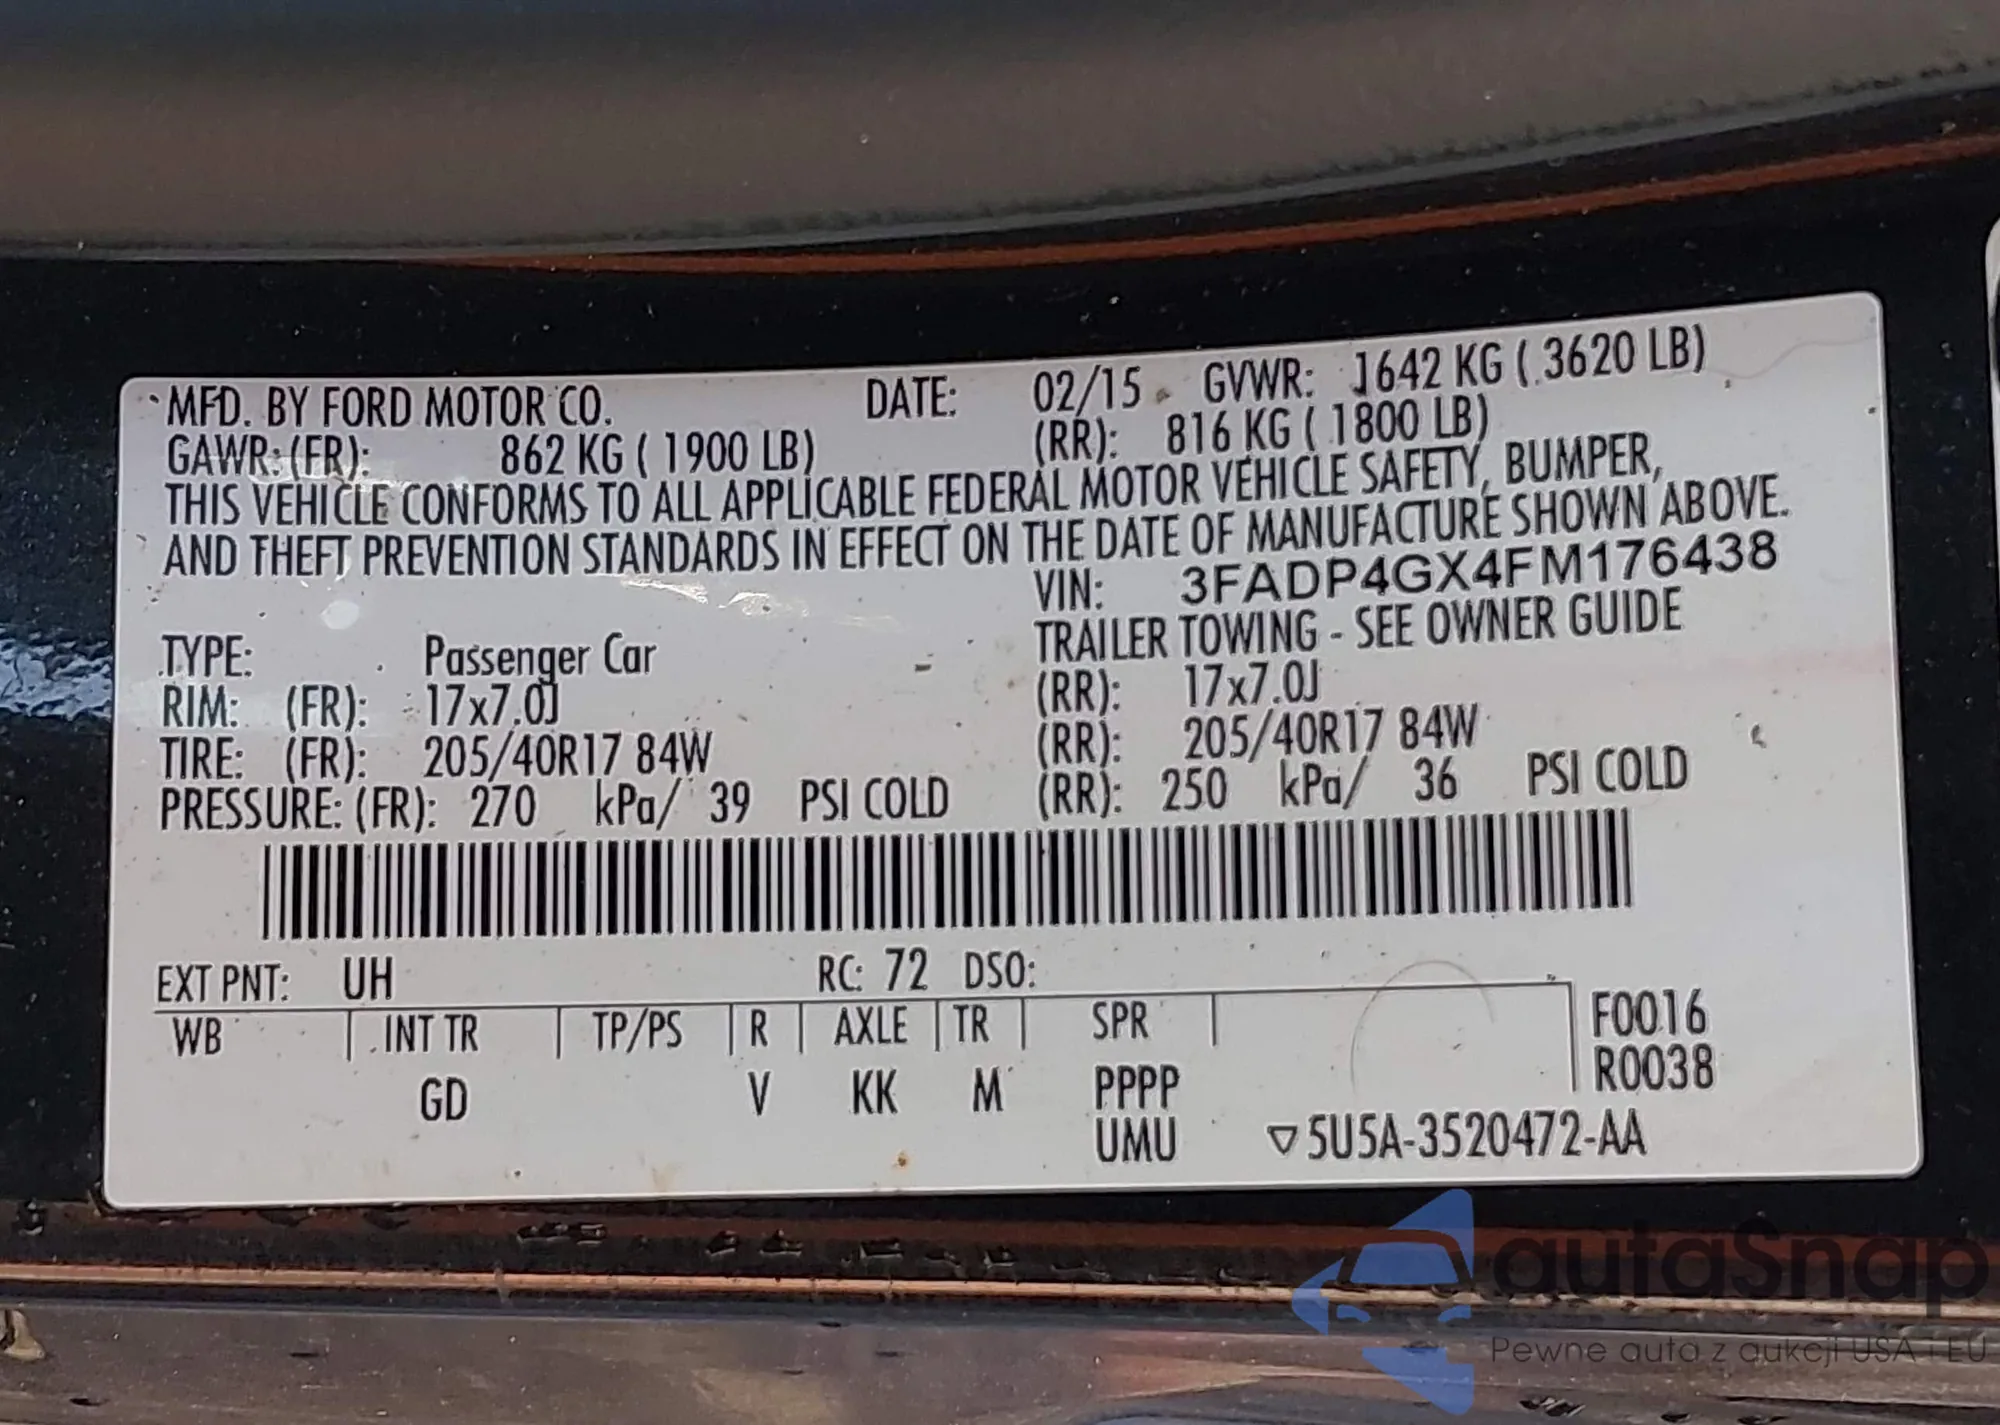 MFD. BY FORD MOTOR CO. DATE: 02/15 GVWR: 1642 KG ( 3620 LB)
GAWR: (FR): 862 KG ( 1900 LB) (RR): 816 KG ( 1800 LB)
THIS VEHICLE CONFORMS TO ALL APPLICABLE FEDERAL MOTOR VEHICLE SAFETY, BUMPER,
AND THEFT PREVENTION STANDARDS IN EFFECT ON THE DATE OF MANUFACTURE SHOWN ABOVE.
VIN: 3FADP4GX4FM176438
TYPE: Passenger Car TRAILER TOWING - SEE OWNER GUIDE
RIM: (FR): 17x7.0J (RR): 17x7.0J
TIRE: (FR): 205/40R17 84W (RR): 205/40R17 84W
PRESSURE: (FR): 270 kPa/ 39 PSI COLD (RR): 250 kPa/ 36 PSI COLD
EXT PNT: UH RC: 72 DSO:
WB INT TR TP/PS R AXLE TR SPR F0016
R0038
GD V KK M PPPP
UMU ▽5U5A-3520472-AA
autaSnap
Pewne auta z aukcji USA i EU